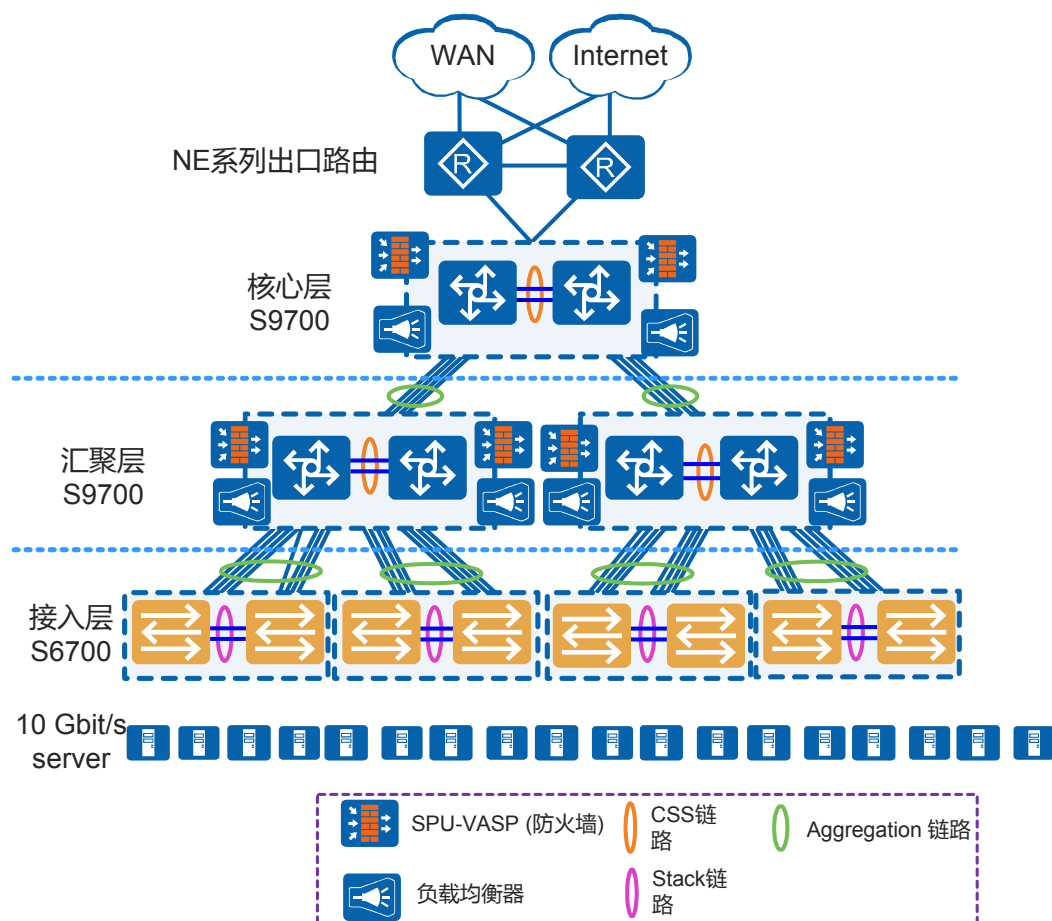 WAN
Internet
NE系列出口路由
R
R
核心层
S9700
汇聚层
S9700
接入层
S6700
10 Gbit/s
server
SPU-VASP (防火墙)
CSS链
路
Aggregation 链路
负载均衡器
Stack链
路